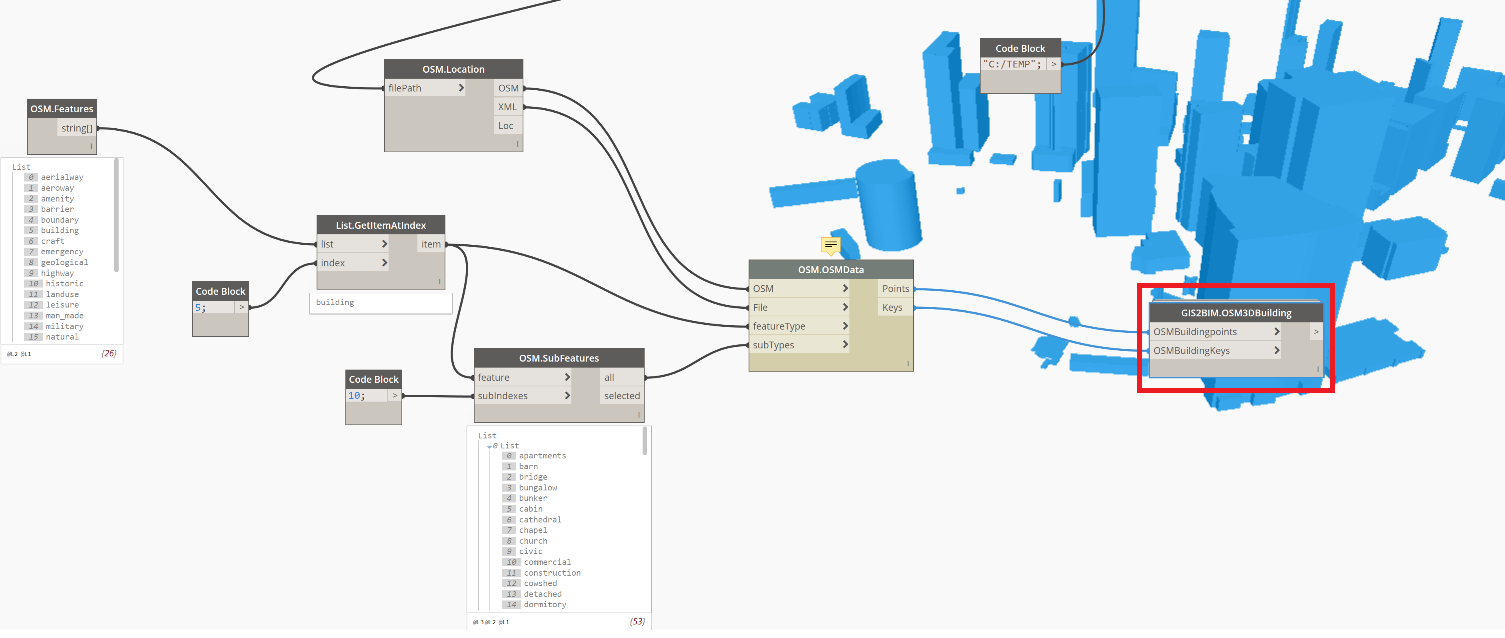 Code Block
"C:/TEMP"; >
OSM.Location
filePath > OSM
XML
Loc
OSM.Features
string[]
List
0 aerialway
1 aeroway
2 amenity
3 barrier
4 boundary
5 building
6 craft
7 emergency
8 geological
9 highway
10 historic
11 landuse
12 leisure
13 man_made
14 military
15 natural
@L2 @L1 {26}
List.GetItemAtIndex
list > item
index >
building
Code Block
5; >
OSM.OSMData
OSM > Points
File > Keys
featureType >
subTypes >
GIS2BIM.OSM3DBuilding
OSMBuildingpoints > >
OSMBuildingKeys >
OSM.SubFeatures
feature > all
subIndexes > selected
Code Block
10; >
List
0 List
0 apartments
1 barn
2 bridge
3 bungalow
4 bunker
5 cabin
6 cathedral
7 chapel
8 church
9 civic
10 commercial
11 construction
12 cowshed
13 detached
14 dormitory
@L3 @L2 @L1 {53}